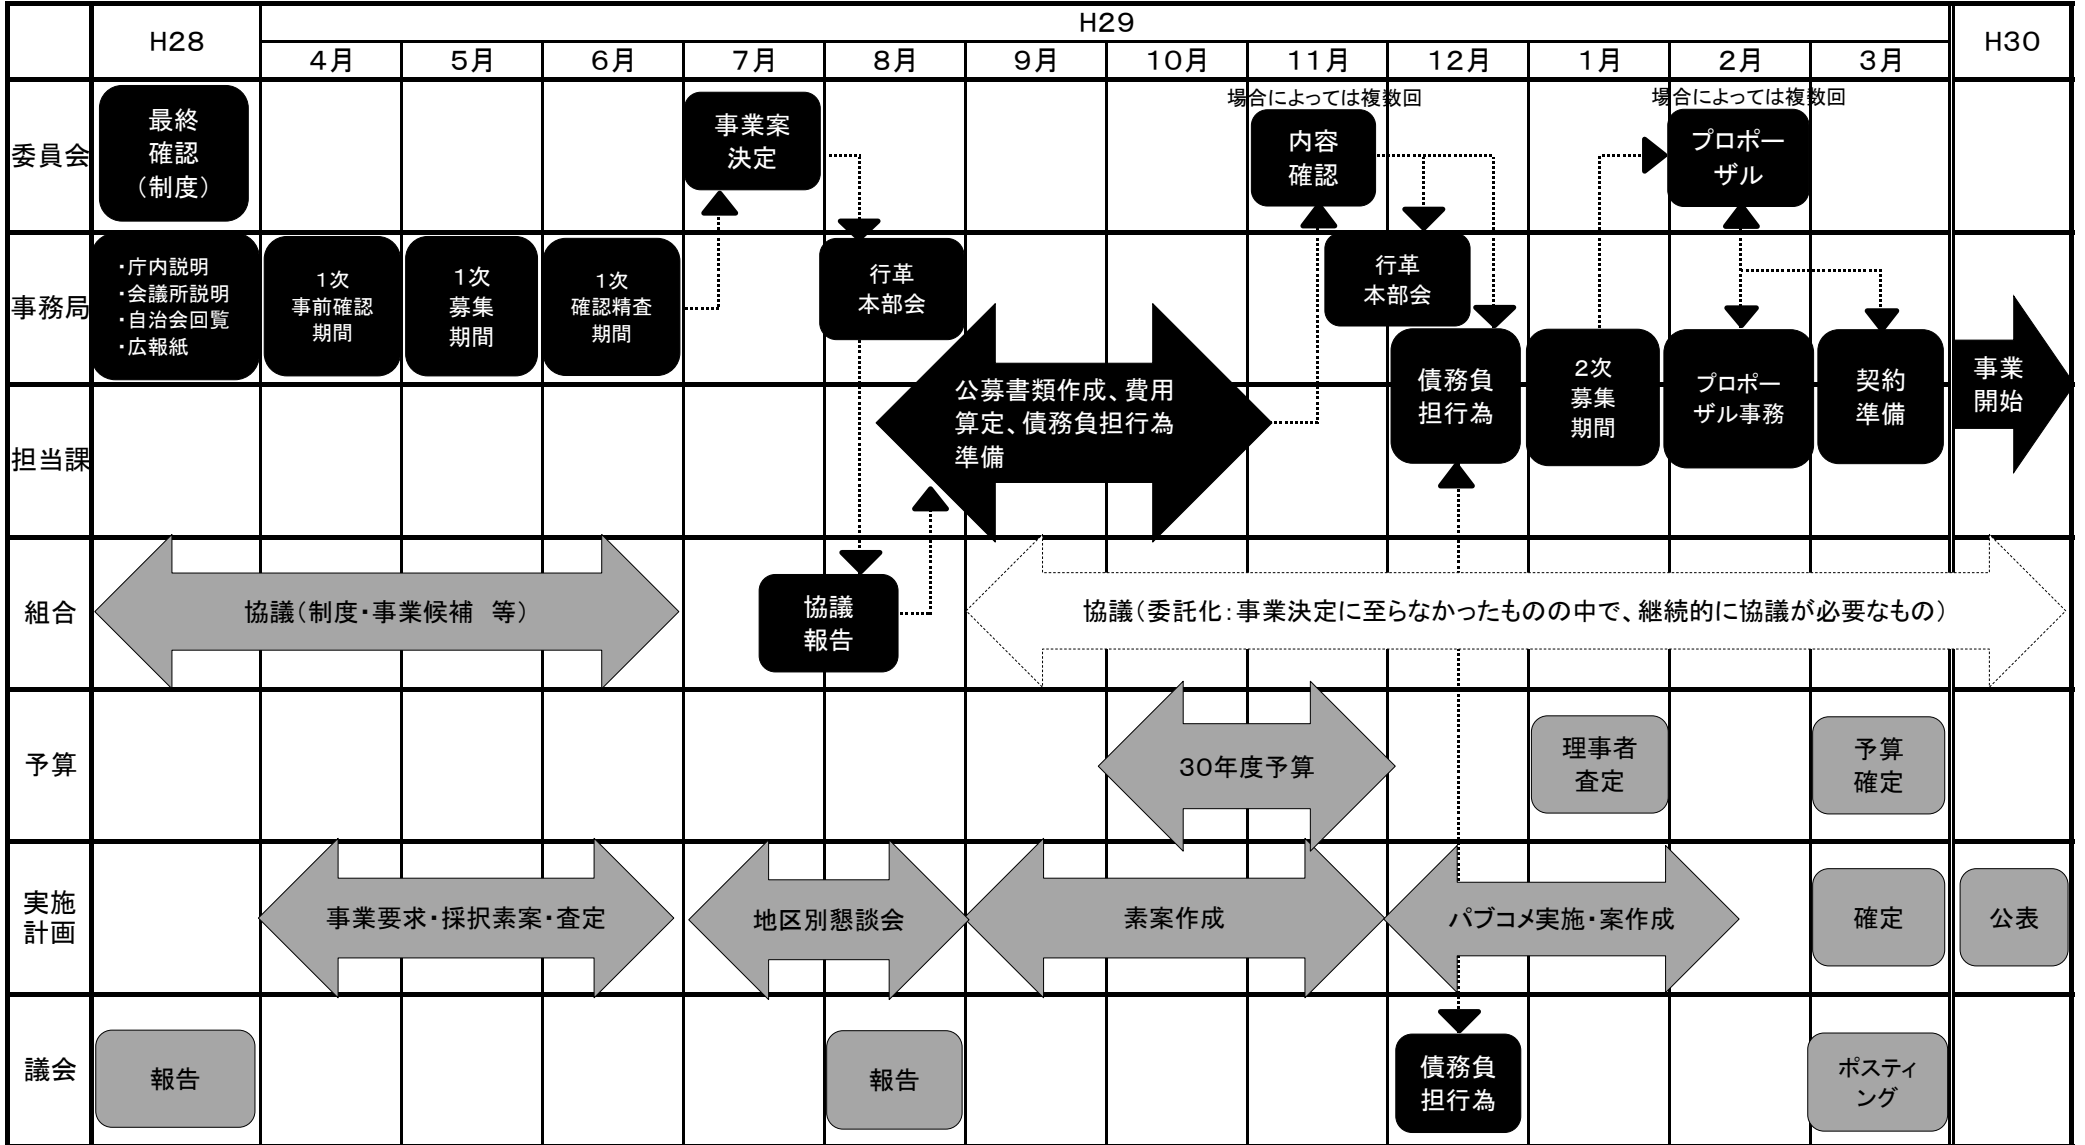 H28
H29
H30
4月
5月
6月
7月
8月
9月
10月
11月
12月
1月
2月
3月
委員会
最終
確認
（制度）
事業案
決定
場合によっては複数回
内容
確認
場合によっては複数回
プロポー
ザル
事務局
・庁内説明
・会議所説明
・自治会回覧
・広報紙
1次
事前確認
期間
1次
募集
期間
1次
確認精査
期間
行革
本部会
行革
本部会
担当課
公募書類作成、費用
算定、債務負担行為
準備
債務負
担行為
2次
募集
期間
プロポー
ザル事務
契約
準備
事業
開始
組合
協議（制度・事業候補　等）
協議
報告
協議（委託化：事業決定に至らなかったものの中で、継続的に協議が必要なもの）
予算
30年度予算
理事者
査定
予算
確定
実施
計画
事業要求・採択素案・査定
地区別懇談会
素案作成
パブコメ実施・案作成
確定
公表
議会
報告
報告
債務負
担行為
ポスティ
ング